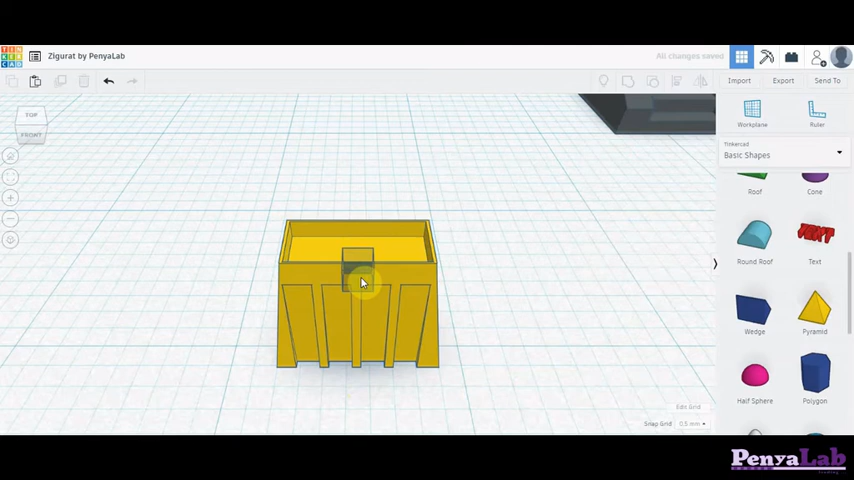 TIN
KER
CAD
Zigurat by PenyaLab
All changes saved
Import
Export
Send To
TOP
FRONT
Workplane
Ruler
Tinkercad
Basic Shapes
Roof
Cone
TEXT
Round Roof
Text
Wedge
Pyramid
Half Sphere
Polygon
Edit Grid
Snap Grid
0.5 mm
PenyaLab